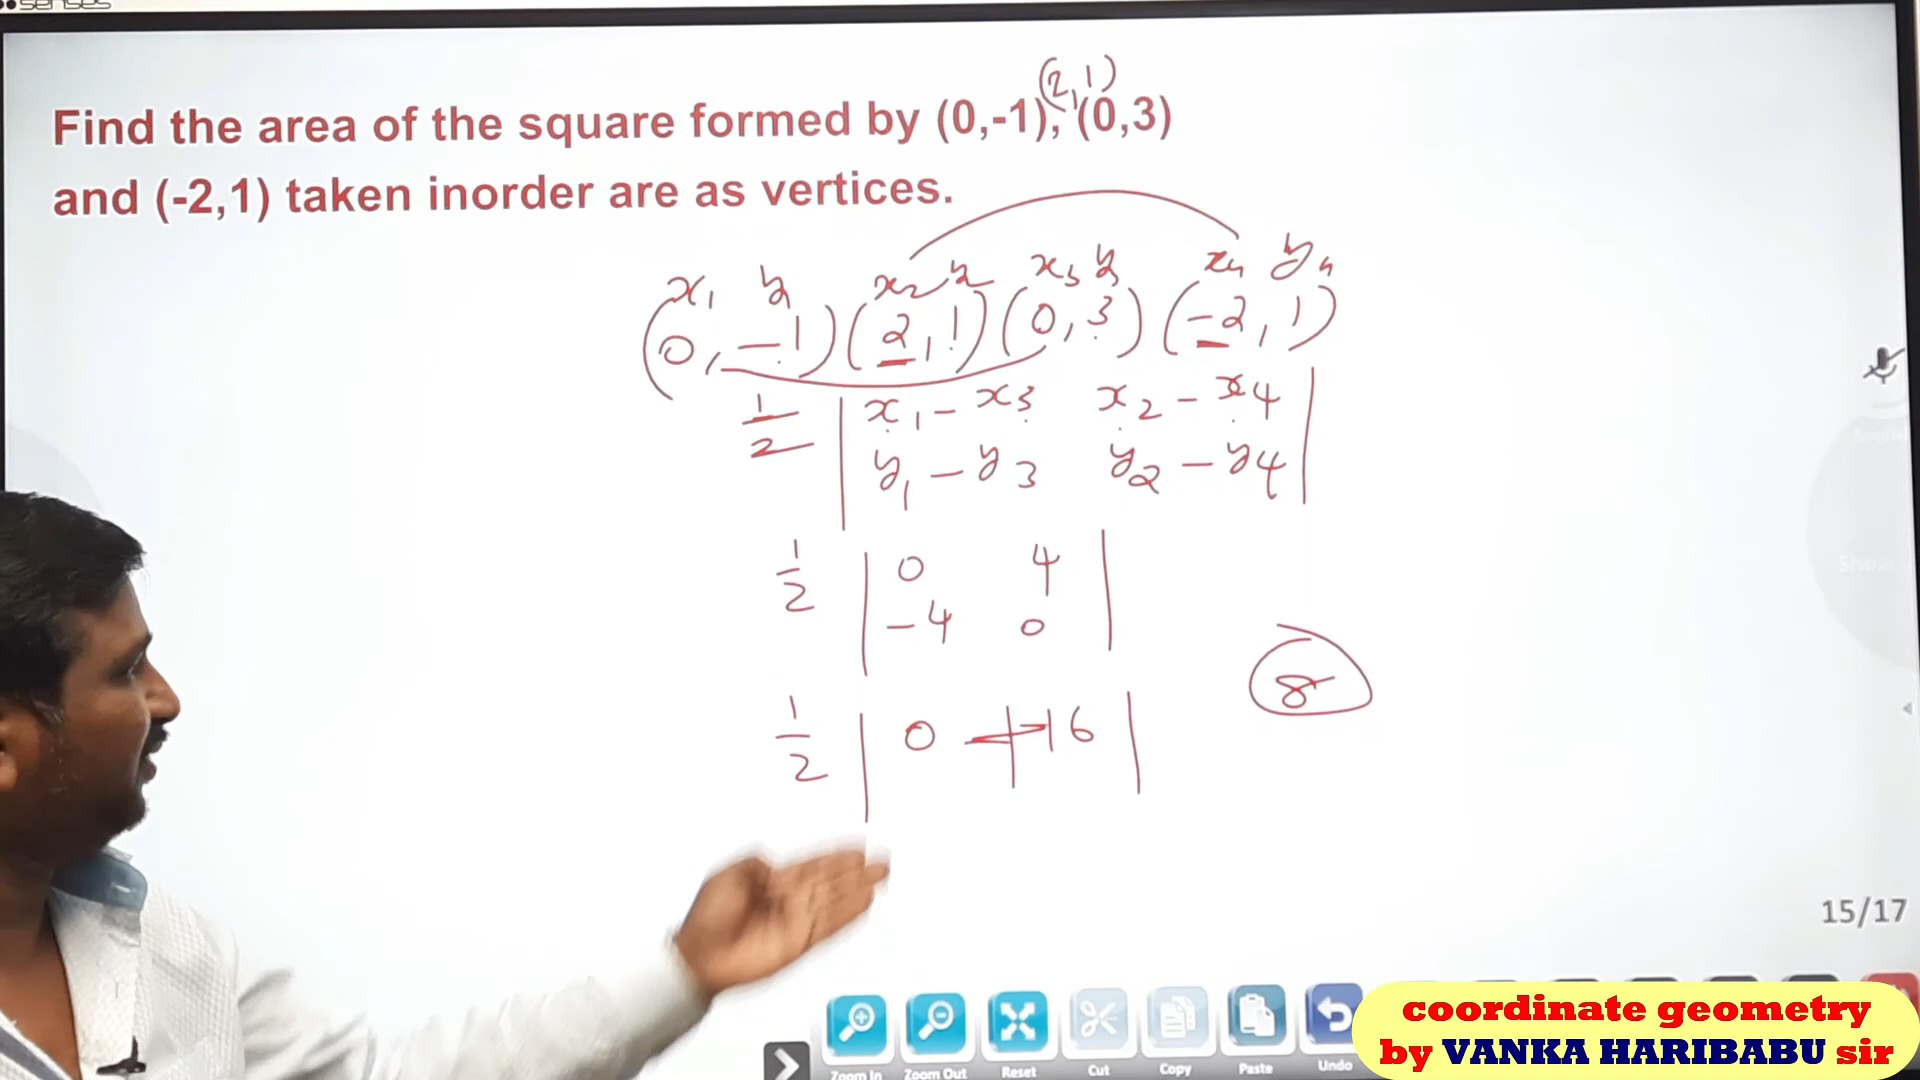 senses
(2,1)
Find the area of the square formed by (0,-1), (0,3)
and (-2,1) taken inorder are as vertices.
x₁ y x₂ y₂ x₃ y₃ x₄ y₄
(0, -1) (2, 1) (0, 3) (-2, 1)
1/2 | x₁ - x₃ x₂ - x₄ |
y₁ - y₃ y₂ - y₄
1/2 | 0 4 |
-4 0
8
1/2 | 0 + 16 |
15/17
Zoom In Zoom Out Reset Cut Copy Paste Undo
coordinate geometry
by VANKA HARIBABU sir